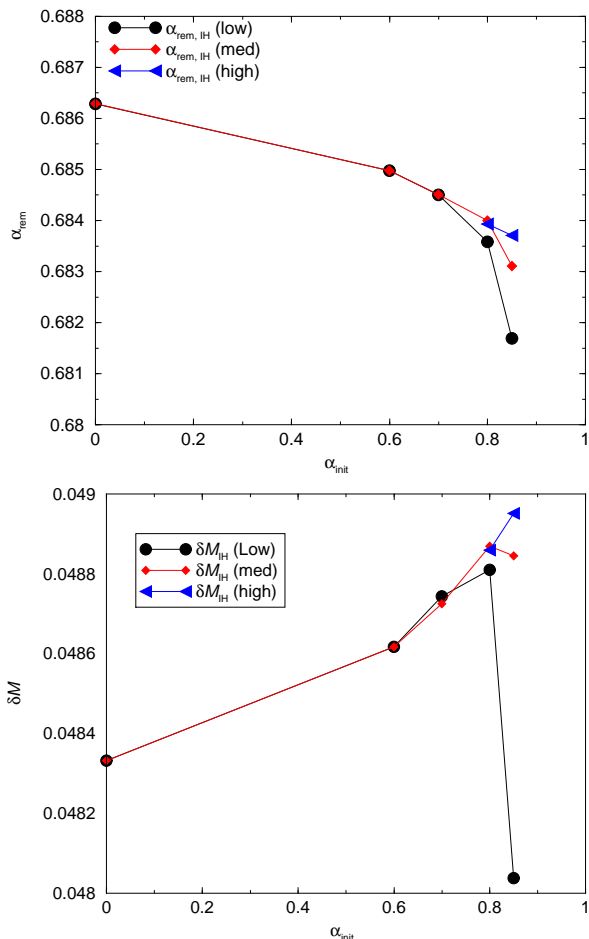 0.688
0.687
0.686
0.685
0.684
0.683
0.682
0.681
0.68
α_rem
α_rem, IH (low)
α_rem, IH (med)
α_rem, IH (high)
0 0.2 0.4 0.6 0.8 1
α_init
0.049
0.0488
0.0486
0.0484
0.0482
0.048
δM
δM_IH (Low)
δM_IH (med)
δM_IH (high)
0 0.2 0.4 0.6 0.8 1
α_init